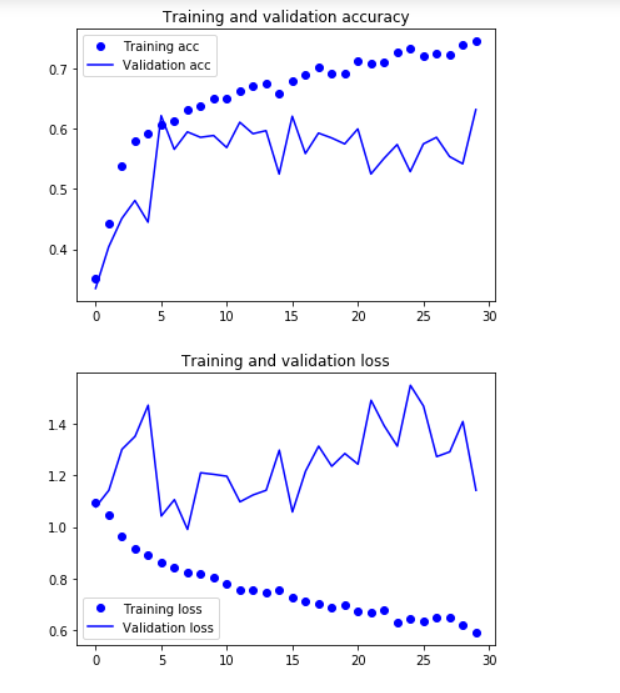 Training and validation accuracy
Training acc
Validation acc
0.7
0.6
0.5
0.4
0 5 10 15 20 25 30
Training and validation loss
1.4
1.2
1.0
0.8
0.6
Training loss
Validation loss
0 5 10 15 20 25 30